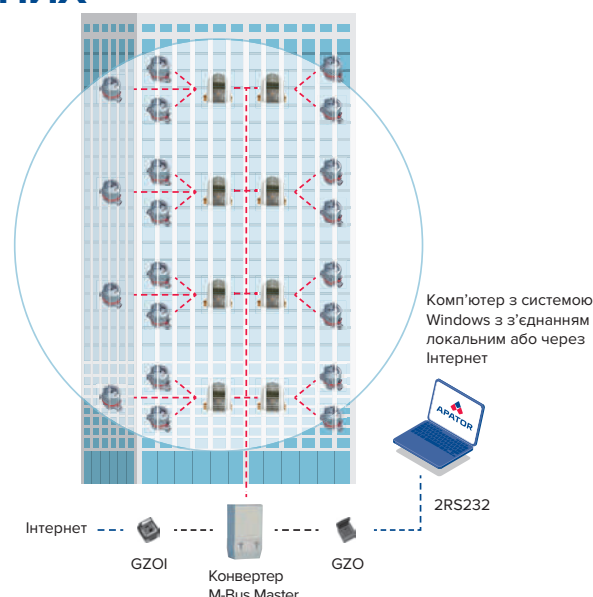 Комп’ютер з системою
Windows з з’єднанням
локальним або через
Інтернет
APATOR
2RS232
Інтернет
GZOI
GZO
Конвертер
M-Bus Master